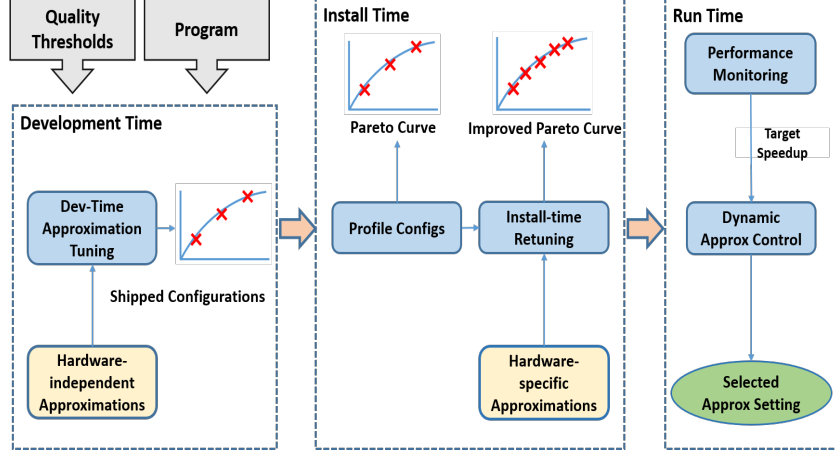 Quality
Thresholds
Program
Development Time
Dev-Time
Approximation
Tuning
Shipped Configurations
Hardware-
independent
Approximations
Install Time
Pareto Curve
Improved Pareto Curve
Profile Configs
Install-time
Retuning
Hardware-
specific
Approximations
Run Time
Performance
Monitoring
Target
Speedup
Dynamic
Approx Control
Selected
Approx Setting